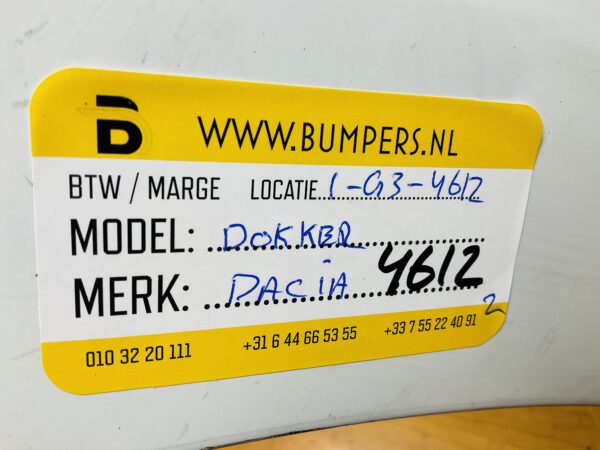 B WWW.BUMPERS.NL
BTW / MARGE LOCATIE 1-G3-4612
MODEL: DOKKER
MERK: DACIA 4612
2
010 32 20 111 +31 6 44 66 53 55 +33 7 55 22 40 91